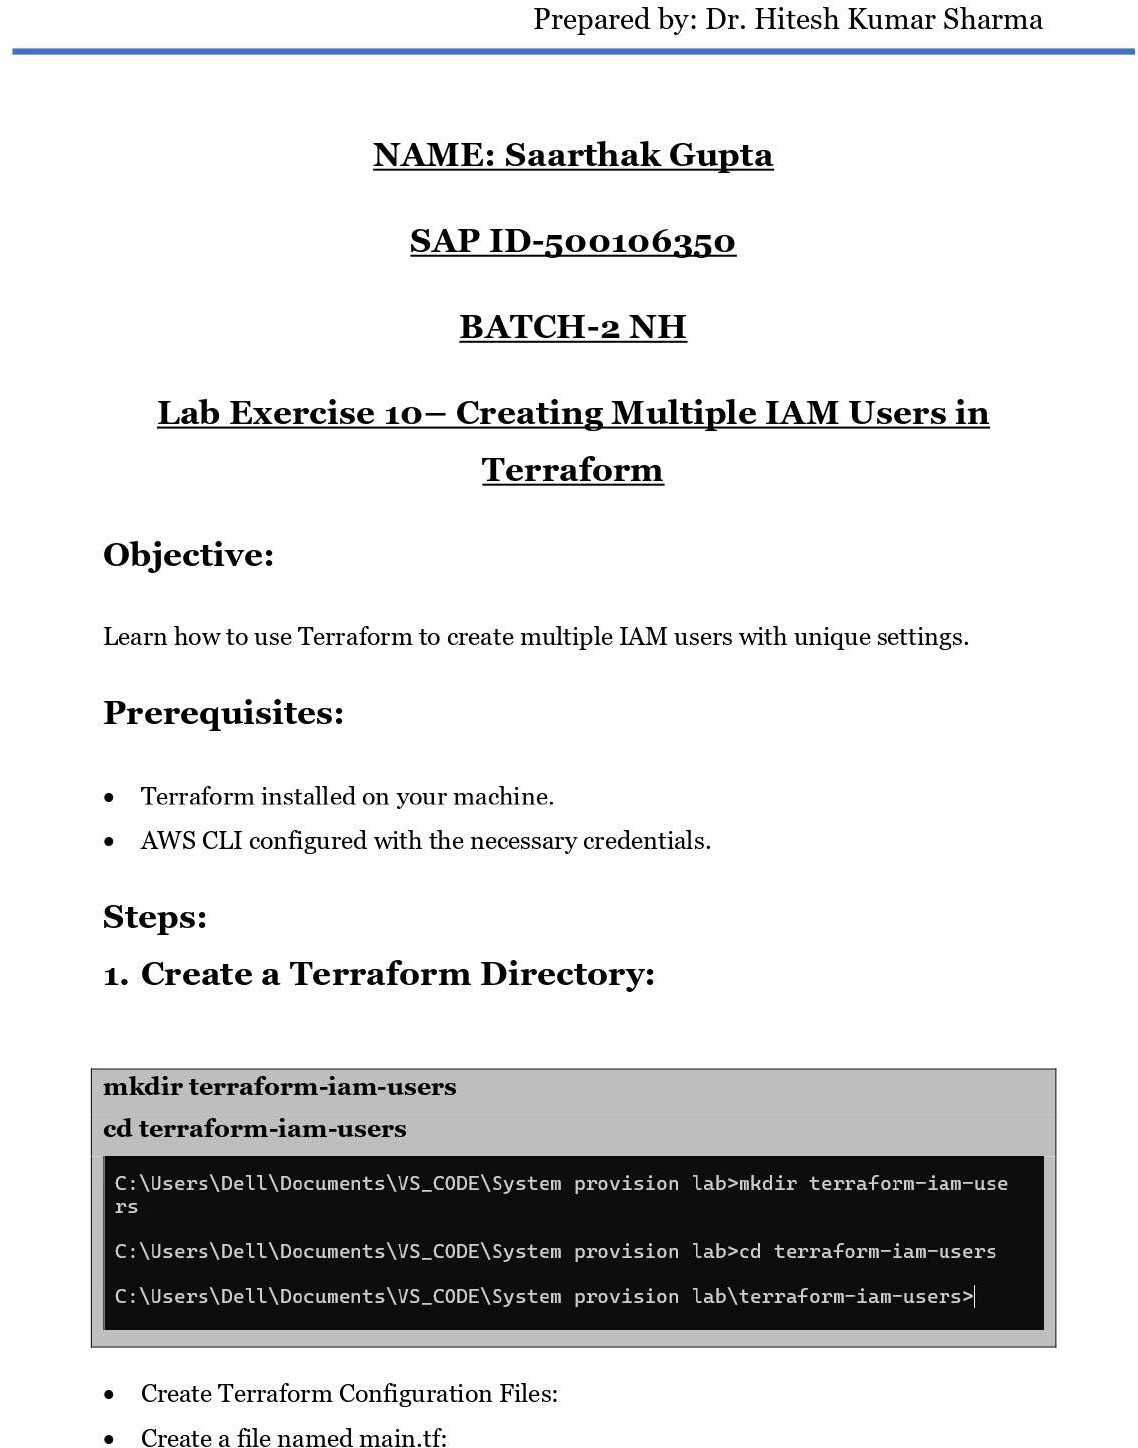 Prepared by: Dr. Hitesh Kumar Sharma
NAME: Saarthak Gupta
SAP ID-500106350
BATCH-2 NH
Lab Exercise 10– Creating Multiple IAM Users in
Terraform
Objective:
Learn how to use Terraform to create multiple IAM users with unique settings.
Prerequisites:
• Terraform installed on your machine.
• AWS CLI configured with the necessary credentials.
Steps:
1. Create a Terraform Directory:
mkdir terraform-iam-users
cd terraform-iam-users
C:\Users\Dell\Documents\VS_CODE\System provision lab>mkdir terraform-iam-use
rs
C:\Users\Dell\Documents\VS_CODE\System provision lab>cd terraform-iam-users
C:\Users\Dell\Documents\VS_CODE\System provision lab\terraform-iam-users>
• Create Terraform Configuration Files:
• Create a file named main.tf: